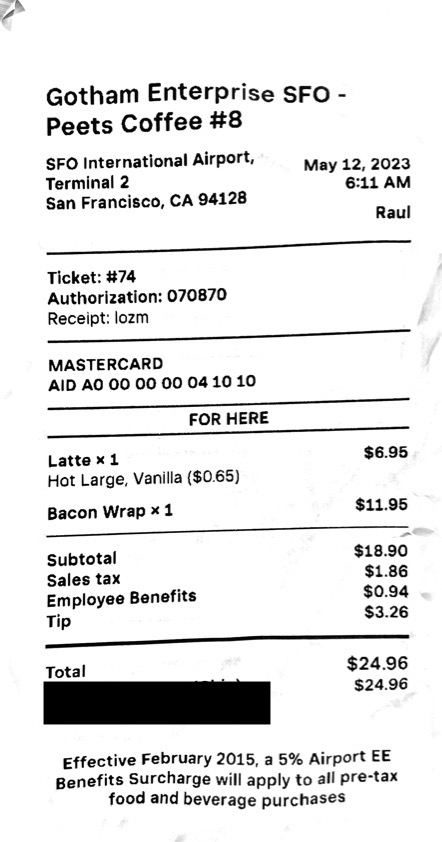 Gotham Enterprise SFO -
Peets Coffee #8
SFO International Airport,
Terminal 2
San Francisco, CA 94128
May 12, 2023
6:11 AM
Raul
Ticket: #74
Authorization: 070870
Receipt: lozm
MASTERCARD
AID A0 00 00 00 04 10 10
FOR HERE
Latte × 1 $6.95
Hot Large, Vanilla ($0.65)
Bacon Wrap × 1 $11.95
Subtotal $18.90
Sales tax $1.86
Employee Benefits $0.94
Tip $3.26
Total $24.96
$24.96
Effective February 2015, a 5% Airport EE
Benefits Surcharge will apply to all pre-tax
food and beverage purchases